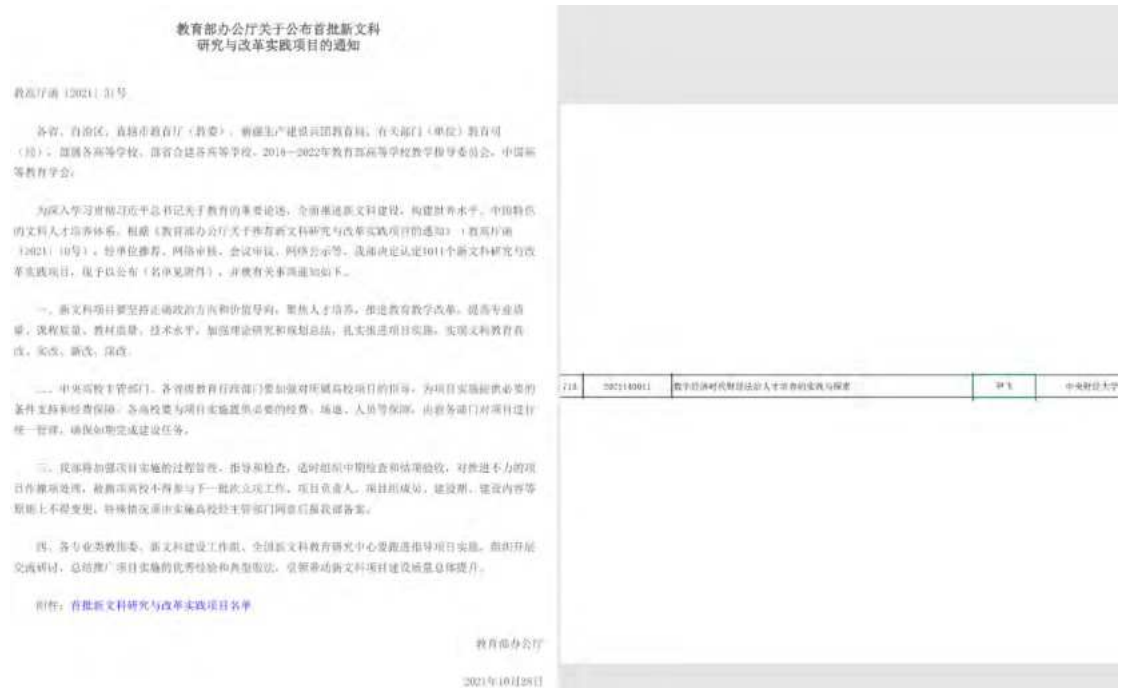 教育部办公厅关于公布首批新文科
研究与改革实践项目的通知
教高厅函〔2021〕31号
各省、自治区、直辖市教育厅（教委），新疆生产建设兵团教育局，有关部门（单位）教育司
（局），部属各高等学校、部省合建各高等学校，2018—2022年教育部高等学校教学指导委员会，中国高
等教育学会：
为深入学习贯彻习近平总书记关于教育的重要论述，全面推进新文科建设，构建世界水平、中国特色
的文科人才培养体系，根据《教育部办公厅关于推荐新文科研究与改革实践项目的通知》（教高厅函
〔2021〕10号），经单位推荐、网络审核、会议审议、网络公示等，我部决定认定1011个新文科研究与改
革实践项目，现予以公布（名单见附件），并就有关事项通知如下。
一、新文科项目要坚持正确政治方向和价值导向，聚焦人才培养，推进教育教学改革，提高专业质
量、课程质量、教材质量、技术水平，加强理论研究和规划总结，扎实推进项目实施，实现文科教育真
改、实改、新改、深改。
二、中央高校主管部门、各省级教育行政部门要加强对所属高校项目的指导，为项目实施提供必要的
条件支持和经费保障。各高校要为项目实施提供必要的经费、场地、人员等保障，由教务部门对项目进行
统一管理，确保如期完成建设任务。
三、我部将加强项目实施的过程管理、指导和检查，适时组织中期检查和结项验收，对推进不力的项
目作撤项处理，被撤项高校不得参与下一批次立项工作。项目负责人、项目组成员、建设期、建设内容等
原则上不得变更，特殊情况须由实施高校经主管部门同意后报我部备案。
四、各专业类教指委、新文科建设工作组、全国新文科教育研究中心要跟进指导项目实施，组织开展
交流研讨，总结推广项目实施的优秀经验和典型做法，引领带动新文科项目建设质量总体提升。
附件：首批新文科研究与改革实践项目名单
教育部办公厅
2021年10月28日
718 2021140011 数字经济时代财经法治人才培养的实践与探索 尹飞 中央财经大学